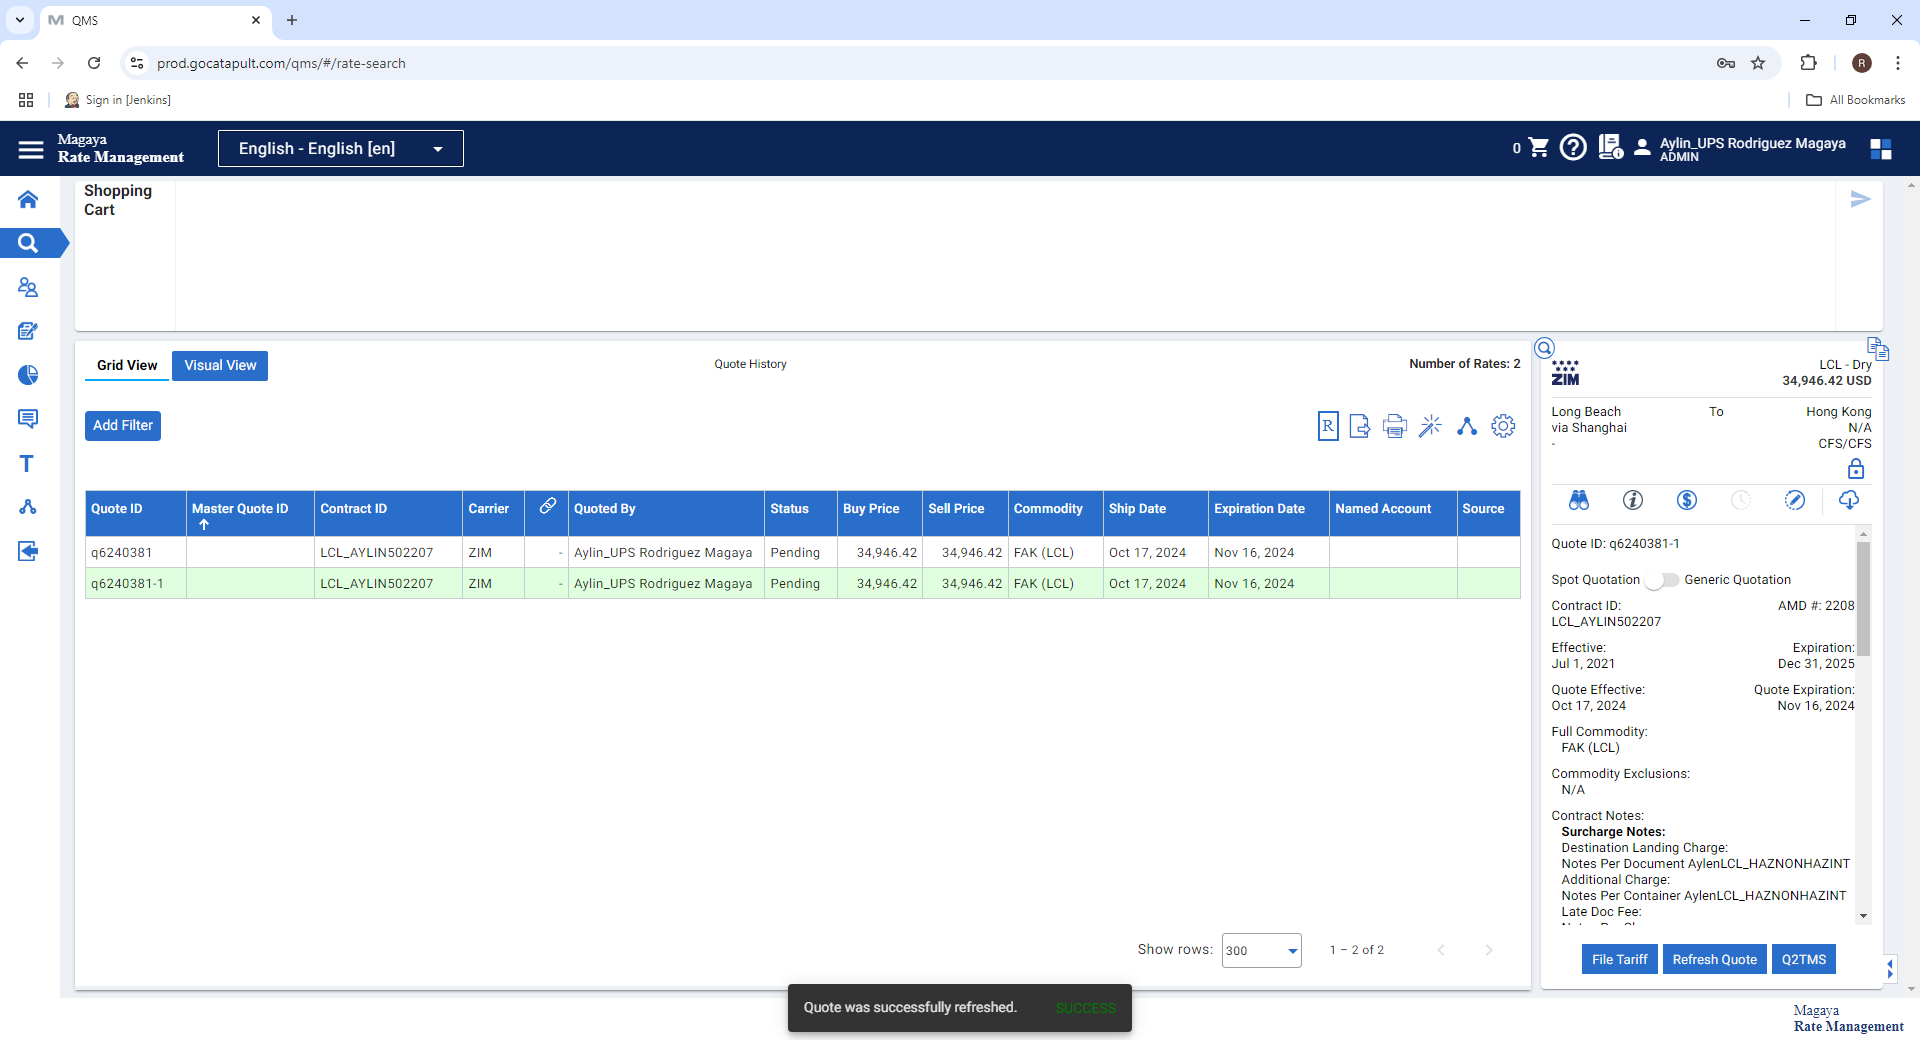 QMS
prod.gocatapult.com/qms/#/rate-search
R
Sign in [Jenkins]
All Bookmarks
Magaya
Rate Management
English - English [en]
0
Aylin_UPS Rodriguez Magaya
ADMIN
Shopping
Cart
Grid View
Visual View
Quote History
Number of Rates: 2
Add Filter
R
Quote ID Master Quote ID Contract ID Carrier Quoted By Status Buy Price Sell Price Commodity Ship Date Expiration Date Named Account Source
q6240381 LCL_AYLIN502207 ZIM - Aylin_UPS Rodriguez Magaya Pending 34,946.42 34,946.42 FAK (LCL) Oct 17, 2024 Nov 16, 2024
q6240381-1 LCL_AYLIN502207 ZIM - Aylin_UPS Rodriguez Magaya Pending 34,946.42 34,946.42 FAK (LCL) Oct 17, 2024 Nov 16, 2024
Show rows: 300 1 – 2 of 2
ZIM
LCL - Dry
34,946.42 USD
Long Beach To Hong Kong
via Shanghai N/A
- CFS/CFS
Quote ID: q6240381-1
Spot Quotation Generic Quotation
Contract ID: AMD #: 2208
LCL_AYLIN502207
Effective: Expiration:
Jul 1, 2021 Dec 31, 2025
Quote Effective: Quote Expiration:
Oct 17, 2024 Nov 16, 2024
Full Commodity:
FAK (LCL)
Commodity Exclusions:
N/A
Contract Notes:
Surcharge Notes:
Destination Landing Charge:
Notes Per Document AylenLCL_HAZNONHAZINT
Additional Charge:
Notes Per Container AylenLCL_HAZNONHAZINT
Late Doc Fee:
File Tariff Refresh Quote Q2TMS
Quote was successfully refreshed. SUCCESS
Magaya
Rate Management